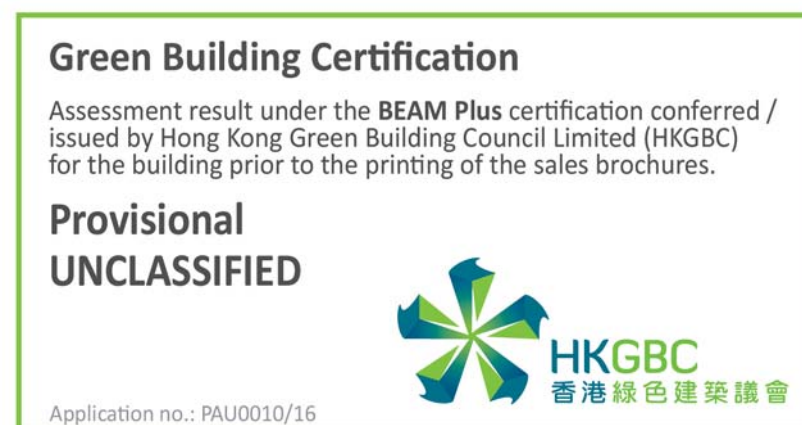 Green Building Certification
Assessment result under the BEAM Plus certification conferred /
issued by Hong Kong Green Building Council Limited (HKGBC)
for the building prior to the printing of the sales brochures.
Provisional
UNCLASSIFIED
HKGBC
香港綠色建築議會
Application no.: PAU0010/16